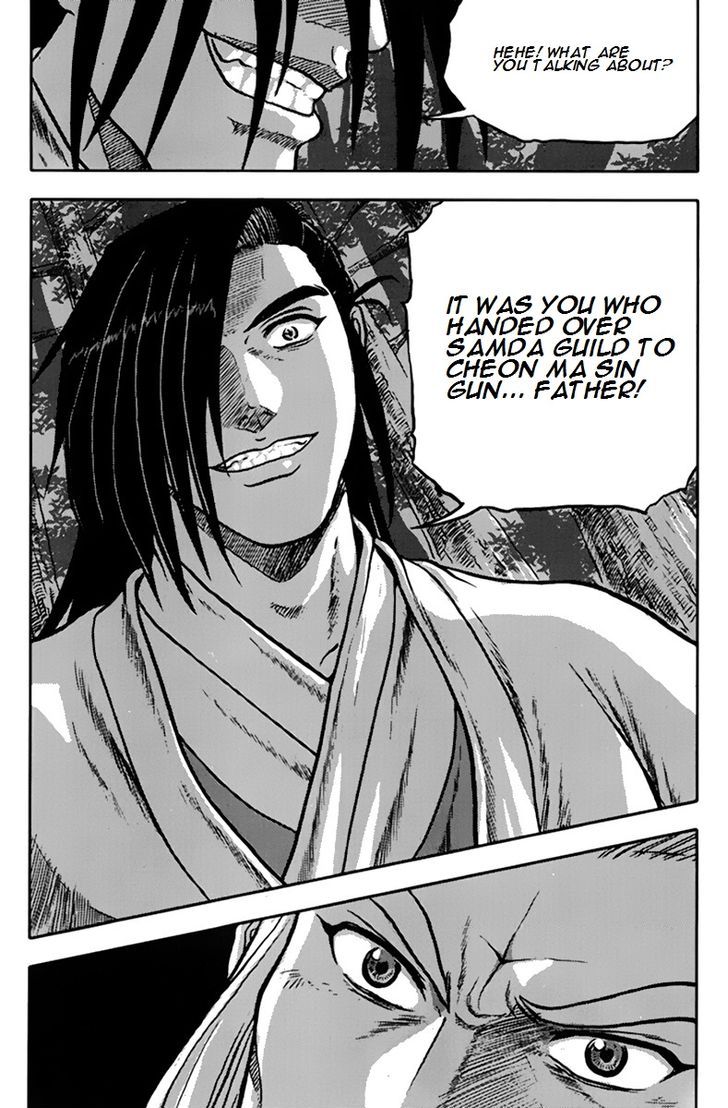 HEHE! WHAT ARE
YOU TALKING ABOUT?
IT WAS YOU WHO
HANDED OVER
SAMDA GUILD TO
CHEON MA SIN
GUN... FATHER!